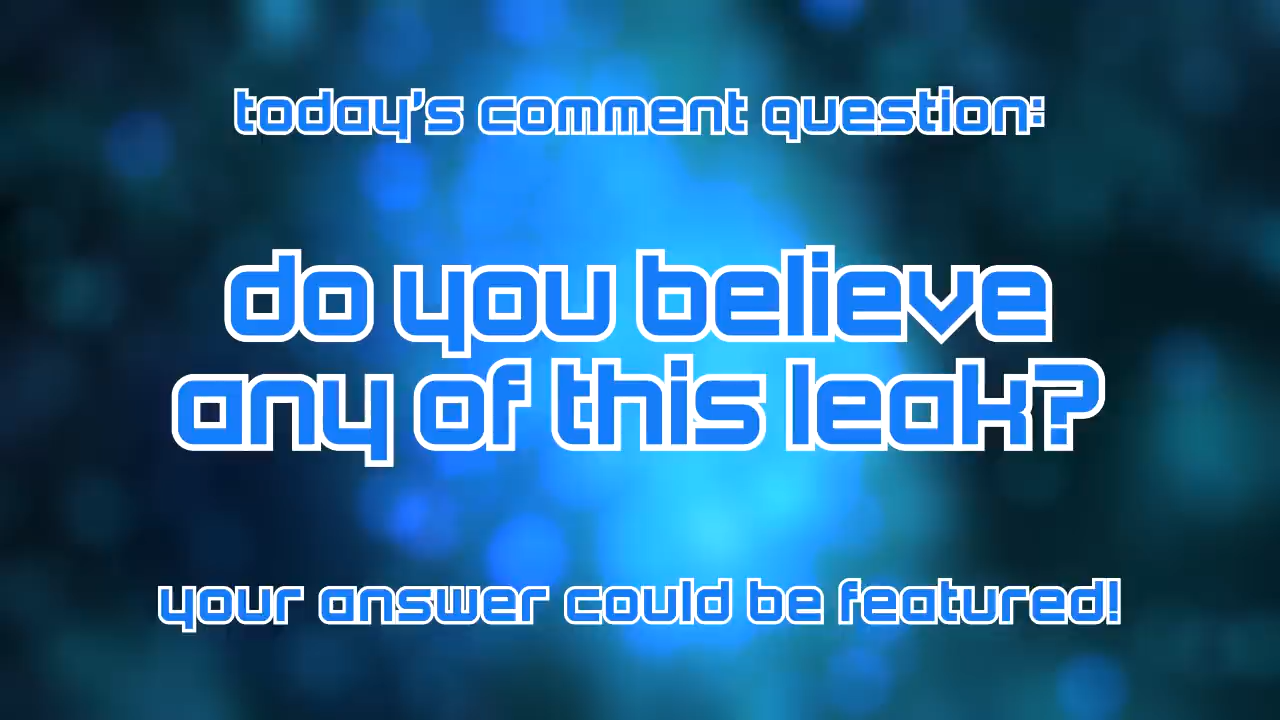 today's comment question:
do you believe
any of this leak?
your answer could be featured!